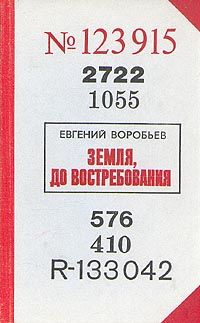 № 123 915
2722
1055
ЕВГЕНИЙ ВОРОБЬЕВ
ЗЕМЛЯ,
ДО ВОСТРЕБОВАНИЯ
576
410
R-133042